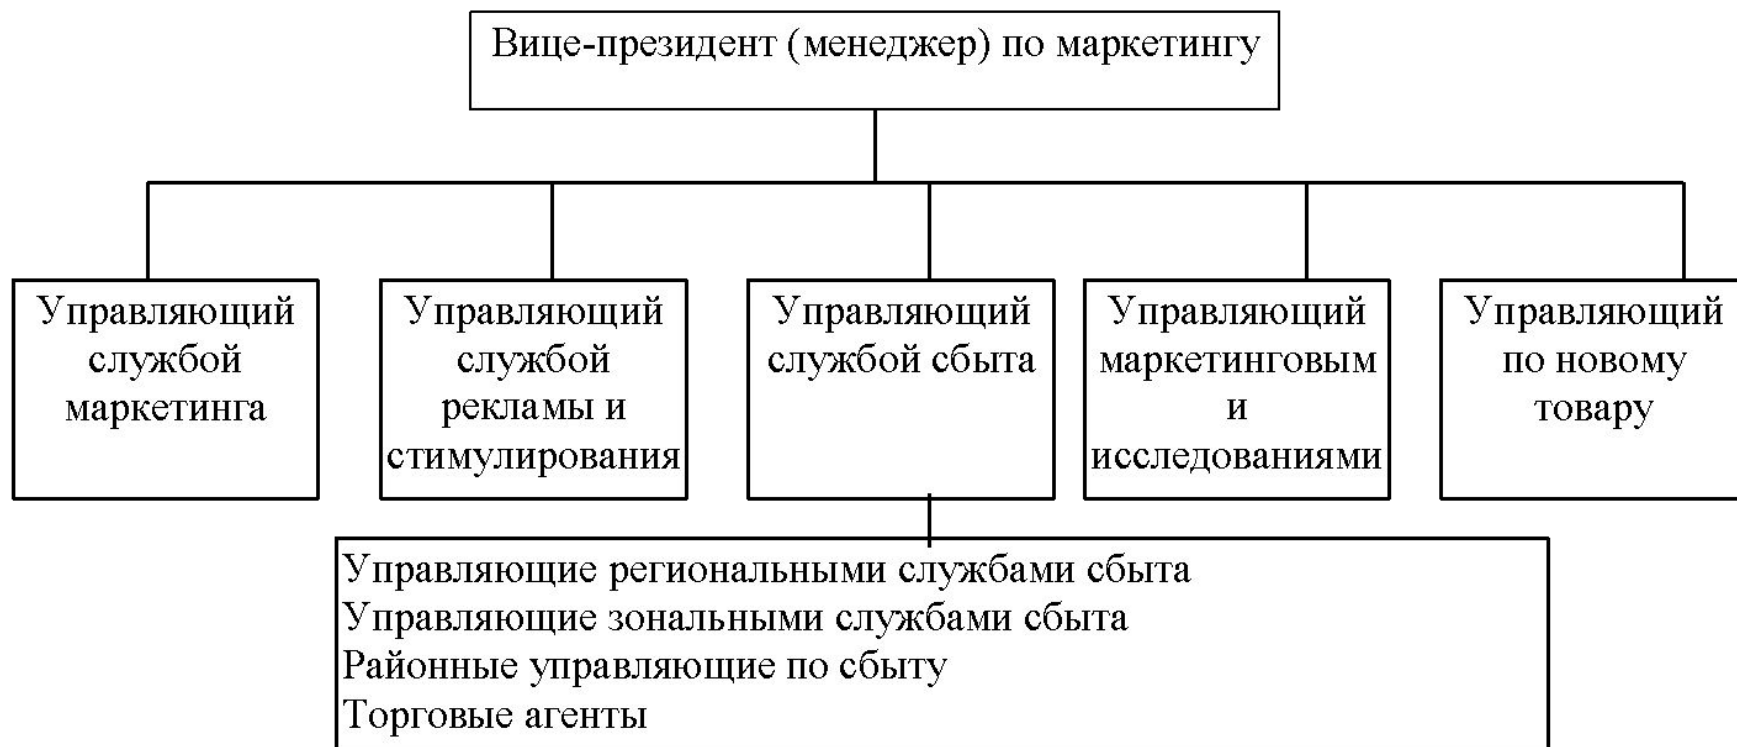 Вице-президент (менеджер) по маркетингу
Управляющий
службой
маркетинга
Управляющий
службой
рекламы и
стимулирования
Управляющий
службой сбыта
Управляющий
маркетинговым
и
исследованиями
Управляющий
по новому
товару
Управляющие региональными службами сбыта
Управляющие зональными службами сбыта
Районные управляющие по сбыту
Торговые агенты